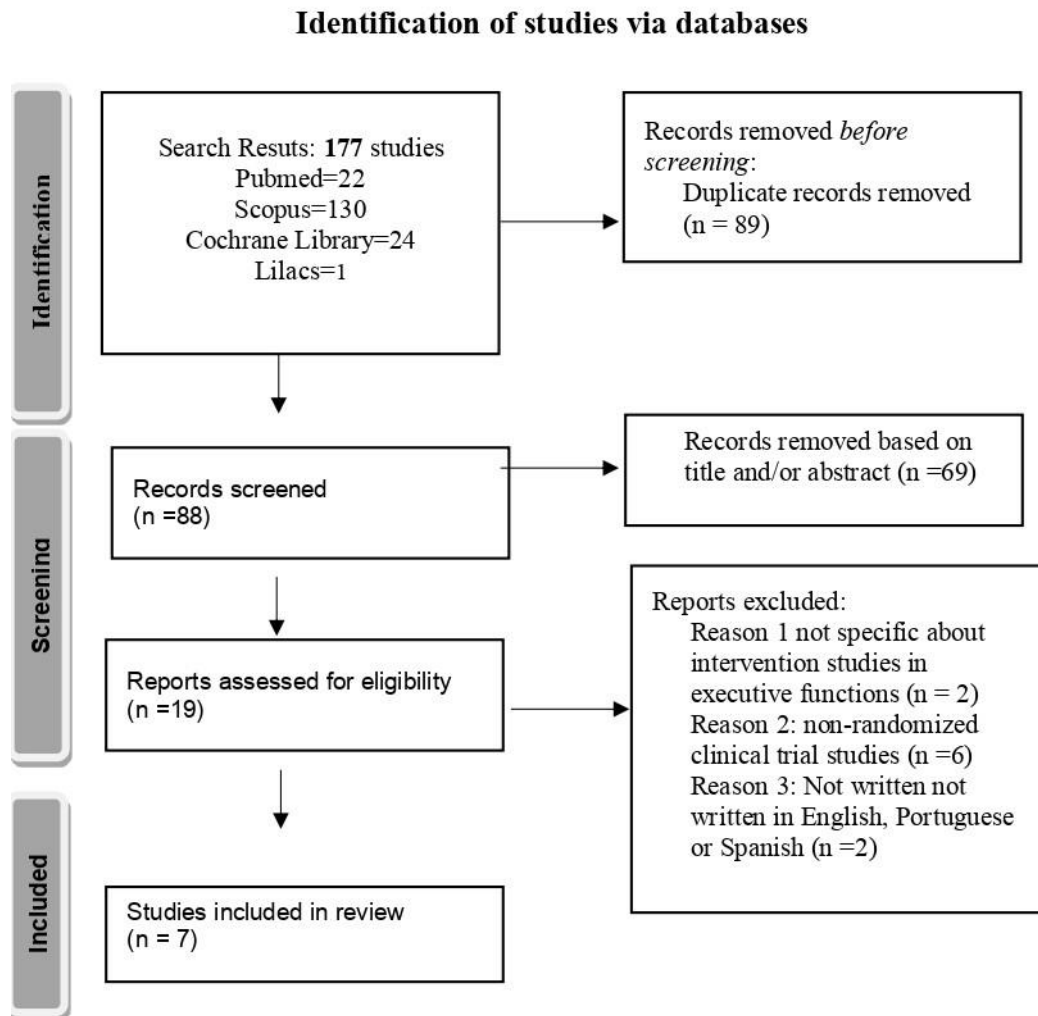 Identification of studies via databases
Identification
Search Resuts: 177 studies
Pubmed=22
Scopus=130
Cochrane Library=24
Lilacs=1
Records removed before
screening:
Duplicate records removed
(n = 89)
Screening
Records screened
(n =88)
Records removed based on
title and/or abstract (n =69)
Reports assessed for eligibility
(n =19)
Reports excluded:
Reason 1 not specific about
intervention studies in
executive functions (n = 2)
Reason 2: non-randomized
clinical trial studies (n =6)
Reason 3: Not written not
written in English, Portuguese
or Spanish (n =2)
Included
Studies included in review
(n = 7)